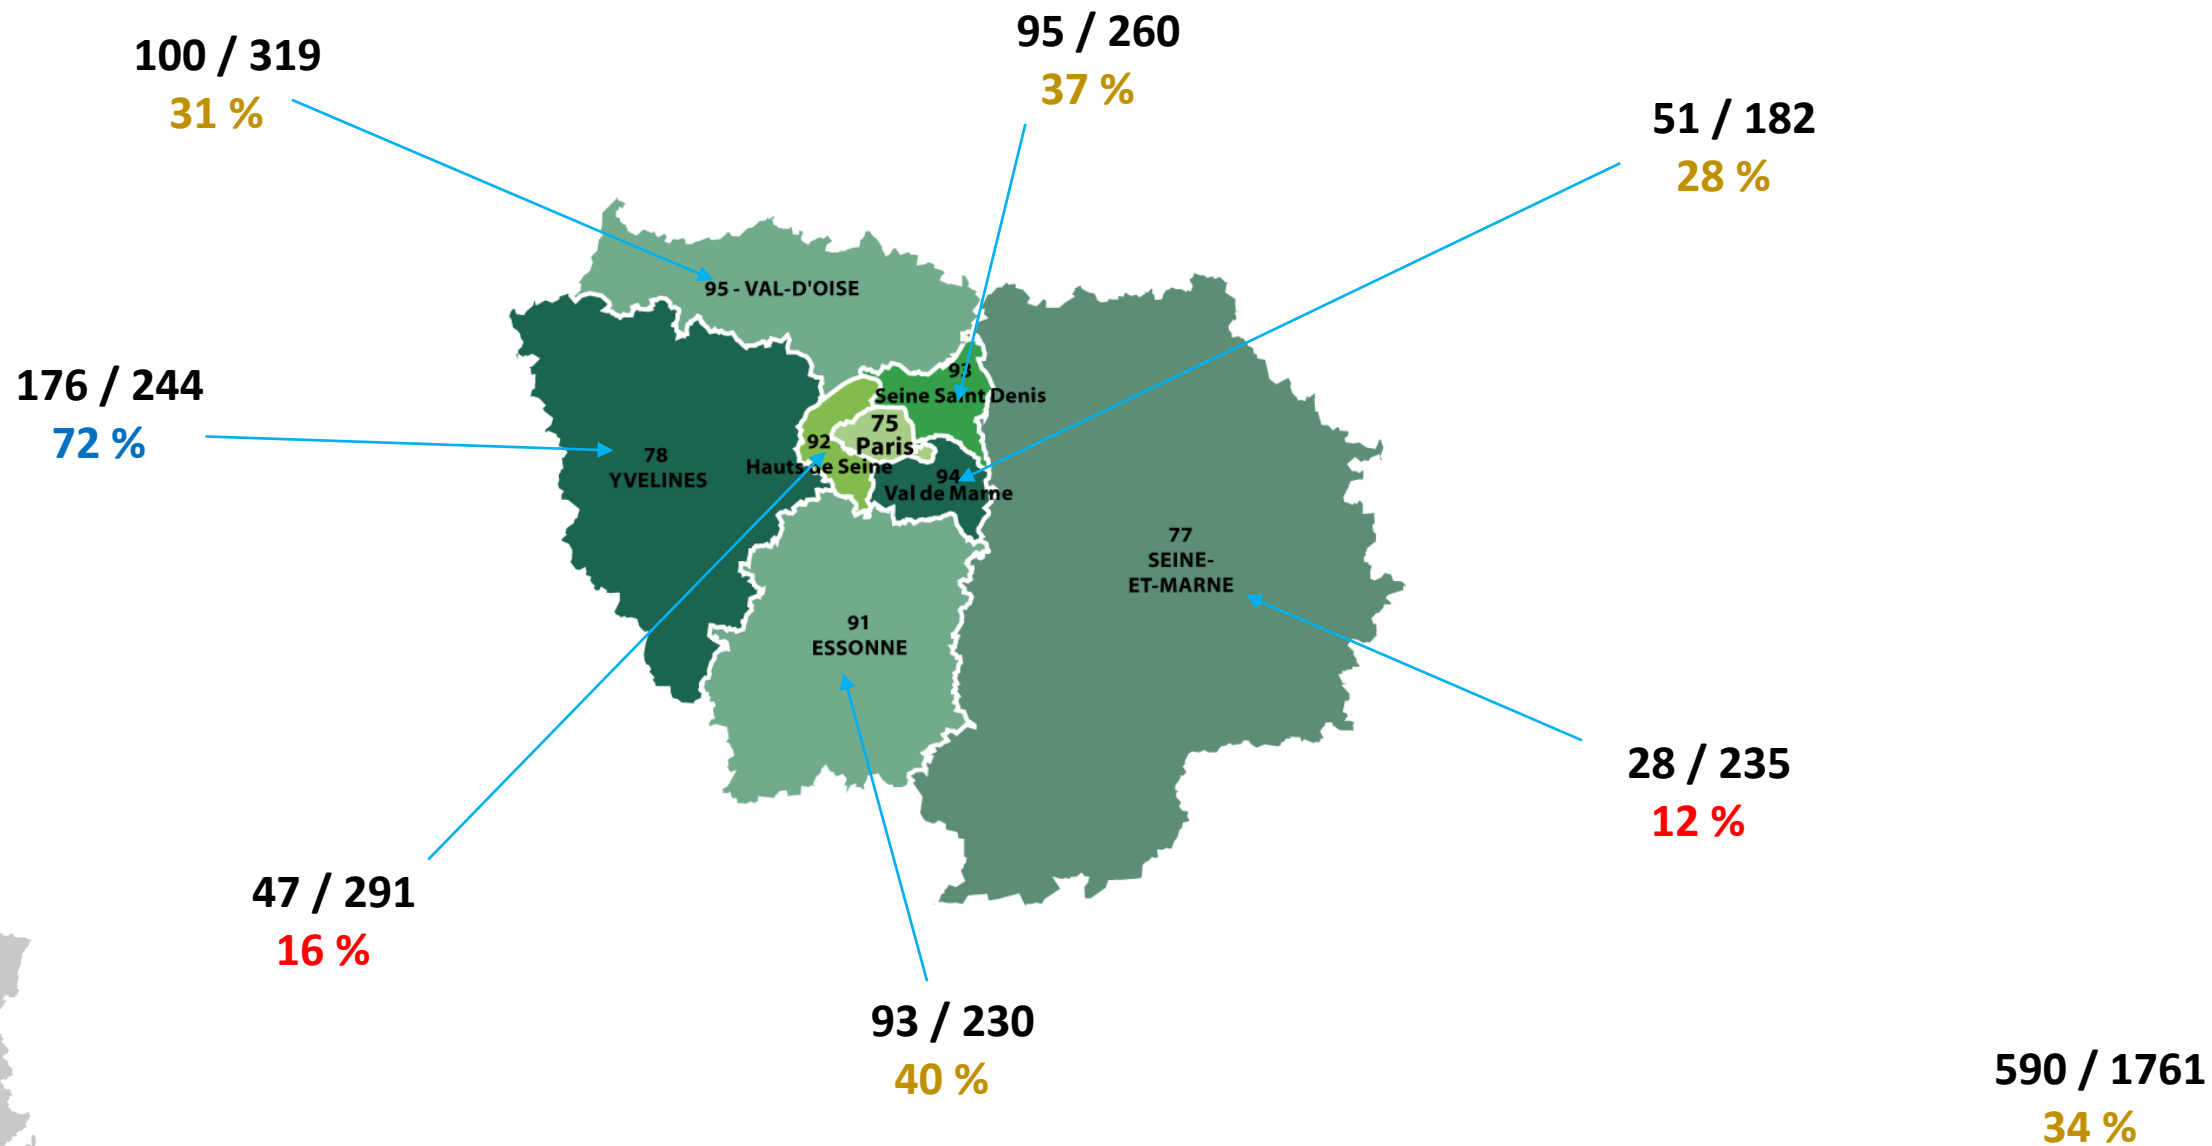 95 / 260
37 %
100 / 319
31 %
51 / 182
28 %
95 - VAL-D'OISE
176 / 244
72 %
93
Seine Saint Denis
75
Paris
92
Hauts de Seine
78
YVELINES
94
Val de Marne
77
SEINE-
ET-MARNE
91
ESSONNE
28 / 235
12 %
47 / 291
16 %
93 / 230
40 %
590 / 1761
34 %